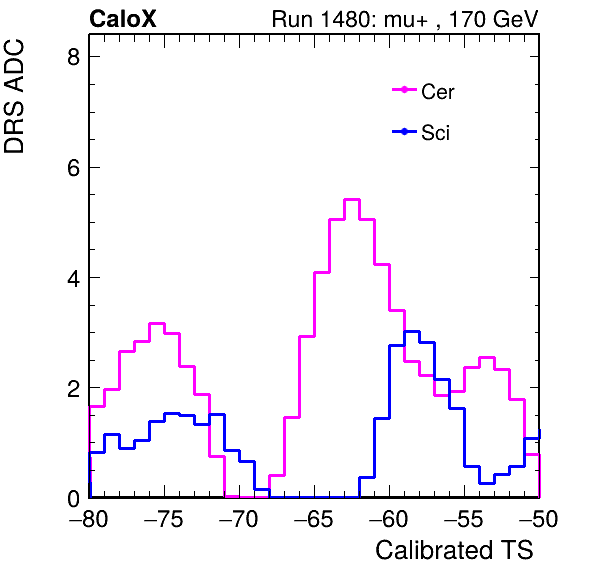 CaloX Run 1480: mu+ , 170 GeV
DRS ADC
8
6
4
2
0
Cer
Sci
−80 −75 −70 −65 −60 −55 −50
Calibrated TS